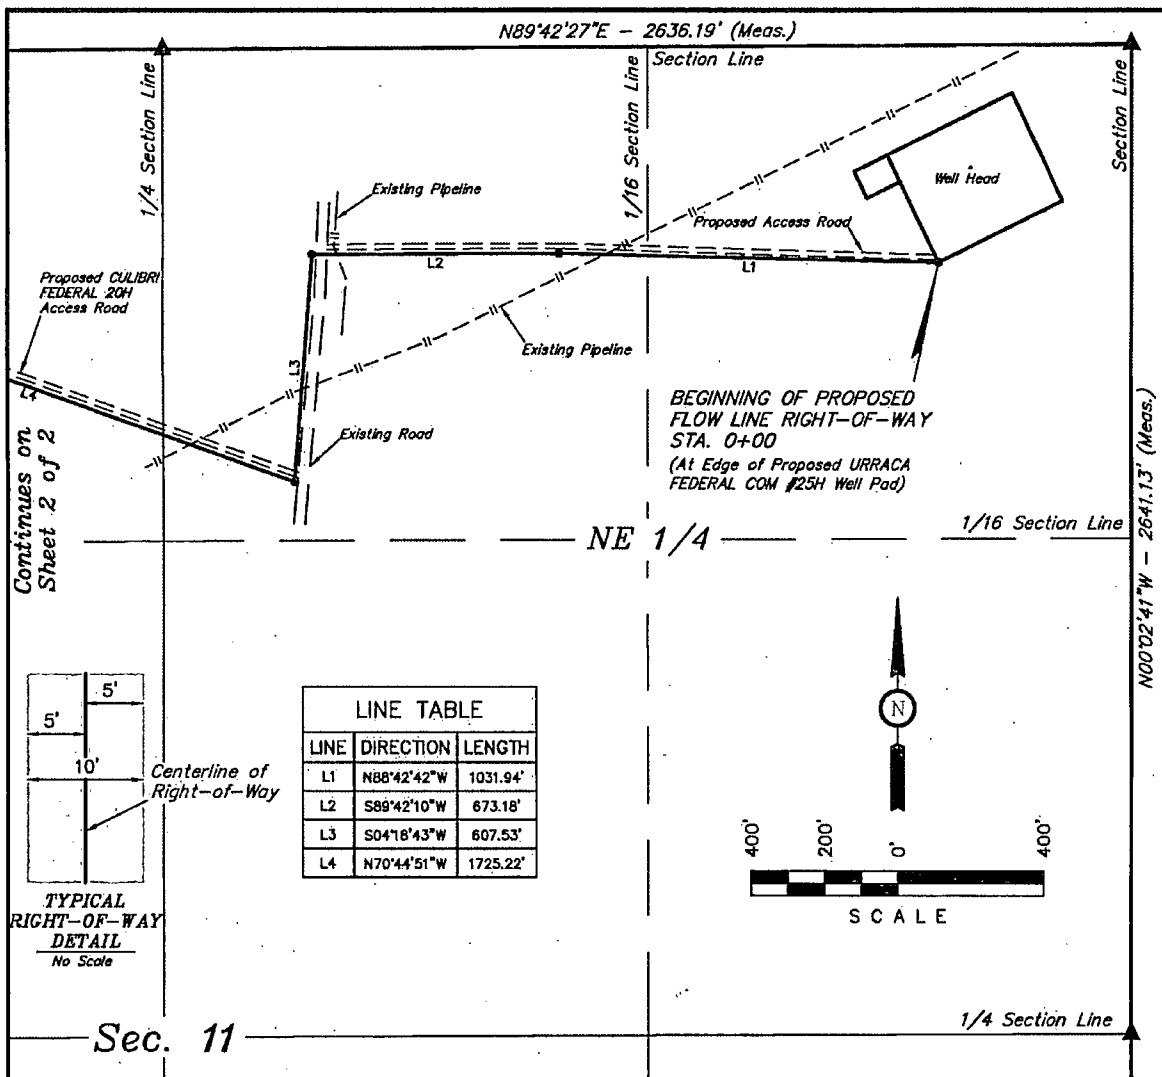 N89°42'27"E - 2636.19' (Meas.)
Section Line
1/4 Section Line
1/16 Section Line
Section Line
Existing Pipeline
Well Head
Proposed Access Road
L2
L1
Proposed CULIBRI
FEDERAL 20H
Access Road
L4
L3
Existing Pipeline
Existing Road
BEGINNING OF PROPOSED
FLOW LINE RIGHT-OF-WAY
STA. 0+00
(At Edge of Proposed URRACA
FEDERAL COM #25H Well Pad)
N00°02'41"W - 2641.13' (Meas.)
Continues on
Sheet 2 of 2
1/16 Section Line
NE 1/4
5'
5'
10'
Centerline of
Right-of-Way
TYPICAL
RIGHT-OF-WAY
DETAIL
No Scale
LINE TABLE
LINE DIRECTION LENGTH
L1 N88°42'42"W 1031.94'
L2 S89°42'10"W 673.18'
L3 S04°18'43"W 607.53'
L4 N70°44'51"W 1725.22'
N
400' 200' 0' 400'
SCALE
1/4 Section Line
Sec. 11